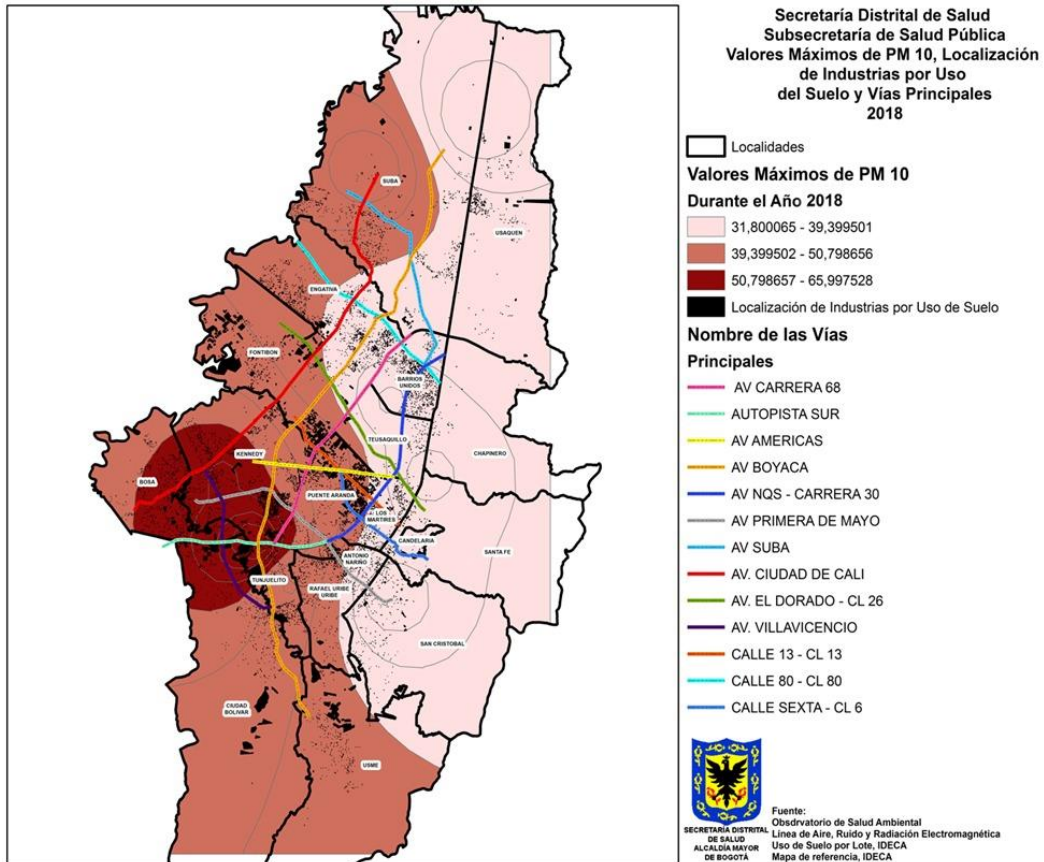 Secretaría Distrital de Salud
Subsecretaría de Salud Pública
Valores Máximos de PM 10, Localización
de Industrias por Uso
del Suelo y Vías Principales
2018
Localidades
Valores Máximos de PM 10
Durante el Año 2018
31,800065 - 39,399501
39,399502 - 50,798656
50,798657 - 65,997528
Localización de Industrias por Uso de Suelo
Nombre de las Vías
Principales
AV CARRERA 68
AUTOPISTA SUR
AV AMERICAS
AV BOYACA
AV NQS - CARRERA 30
AV PRIMERA DE MAYO
AV SUBA
AV. CIUDAD DE CALI
AV. EL DORADO - CL 26
AV. VILLAVICENCIO
CALLE 13 - CL 13
CALLE 80 - CL 80
CALLE SEXTA - CL 6
SECRETARÍA DISTRITAL
DE SALUD
ALCALDÍA MAYOR
DE BOGOTÁ
Fuente:
Obsdrvatorio de Salud Ambiental
Línea de Aire, Ruido y Radiación Electromagnética
Uso de Suelo por Lote, IDECA
Mapa de referencia, IDECA
SUBA
USAQUEN
ENGATIVA
FONTIBON
BARRIOS
UNIDOS
TEUSAQUILLO
CHAPINERO
KENNEDY
BOSA
PUENTE ARANDA
LOS
MARTIRES
CANDELARIA
SANTA FE
ANTONIO
NARIÑO
TUNJUELITO
RAFAEL URIBE
URIBE
SAN CRISTOBAL
CIUDAD
BOLIVAR
USME